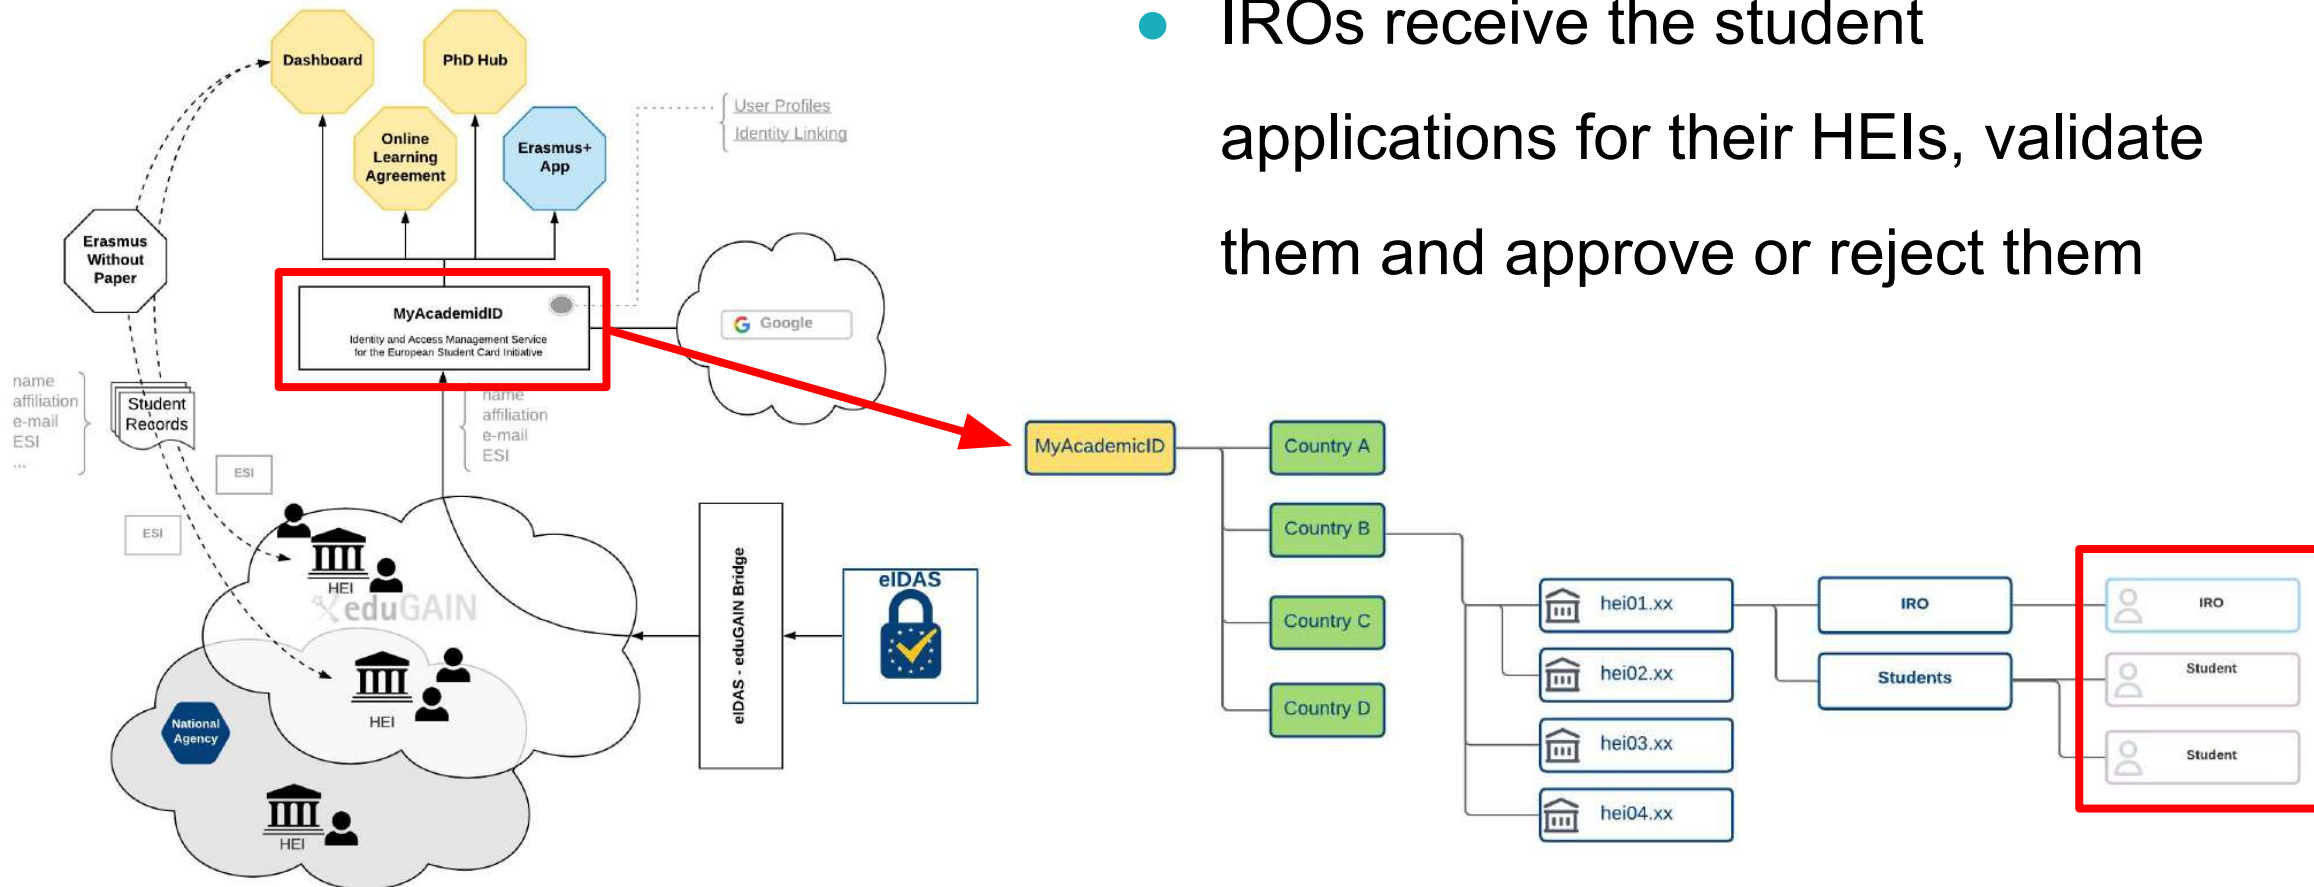 ● IROs receive the student
applications for their HEIs, validate
them and approve or reject them
Dashboard
PhD Hub
Online
Learning
Agreement
Erasmus+
App
User Profiles
Identity Linking
Erasmus
Without
Paper
MyAcademidID
Identity and Access Management Service
for the European Student Card Initiative
Google
name
affiliation
e-mail
ESI
...
Student
Records
name
affiliation
e-mail
ESI
ESI
ESI
HEI
eduGAIN
HEI
National
Agency
HEI
eIDAS - eduGAIN Bridge
eIDAS
MyAcademicID
Country A
Country B
Country C
Country D
hei01.xx
hei02.xx
hei03.xx
hei04.xx
IRO
Students
IRO
Student
Student